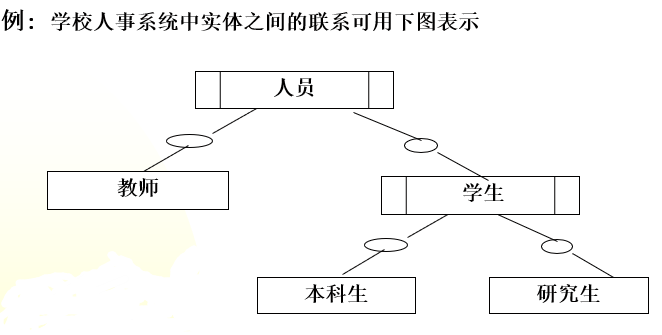 例：学校人事系统中实体之间的联系可用下图表示
人员
教师
学生
本科生
研究生